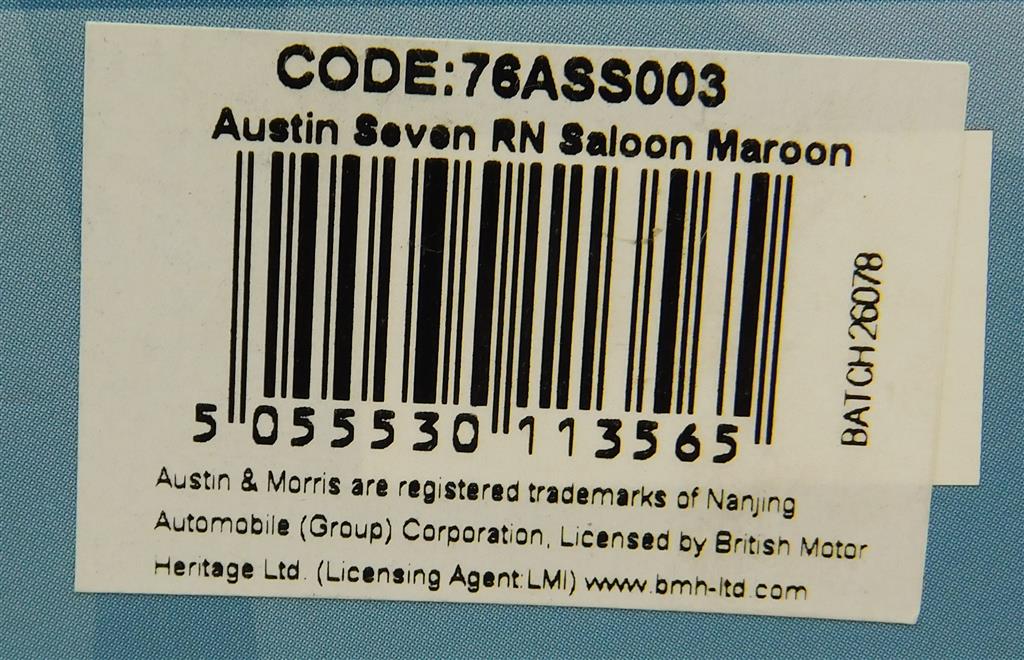 CODE:76ASS003
Austin Seven RN Saloon Maroon
5 055530 113565
BATCH 26078
Austin & Morris are registered trademarks of Nanjing
Automobile (Group) Corporation, Licensed by British Motor
Heritage Ltd. (Licensing Agent:LMI) www.bmh-ltd.com